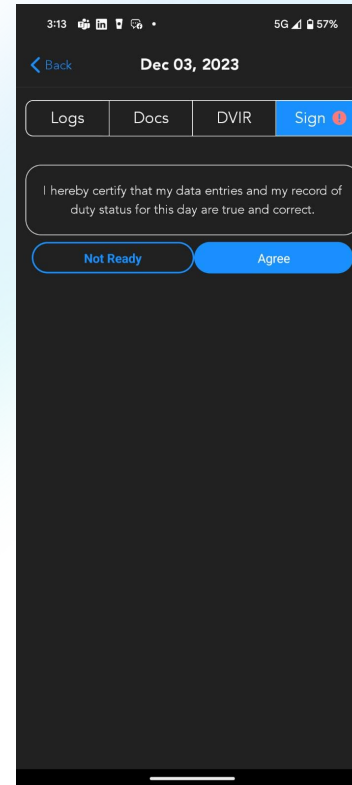 3:13 5G 57%
Back Dec 03, 2023
Logs Docs DVIR Sign
I hereby certify that my data entries and my record of
duty status for this day are true and correct.
Not Ready Agree